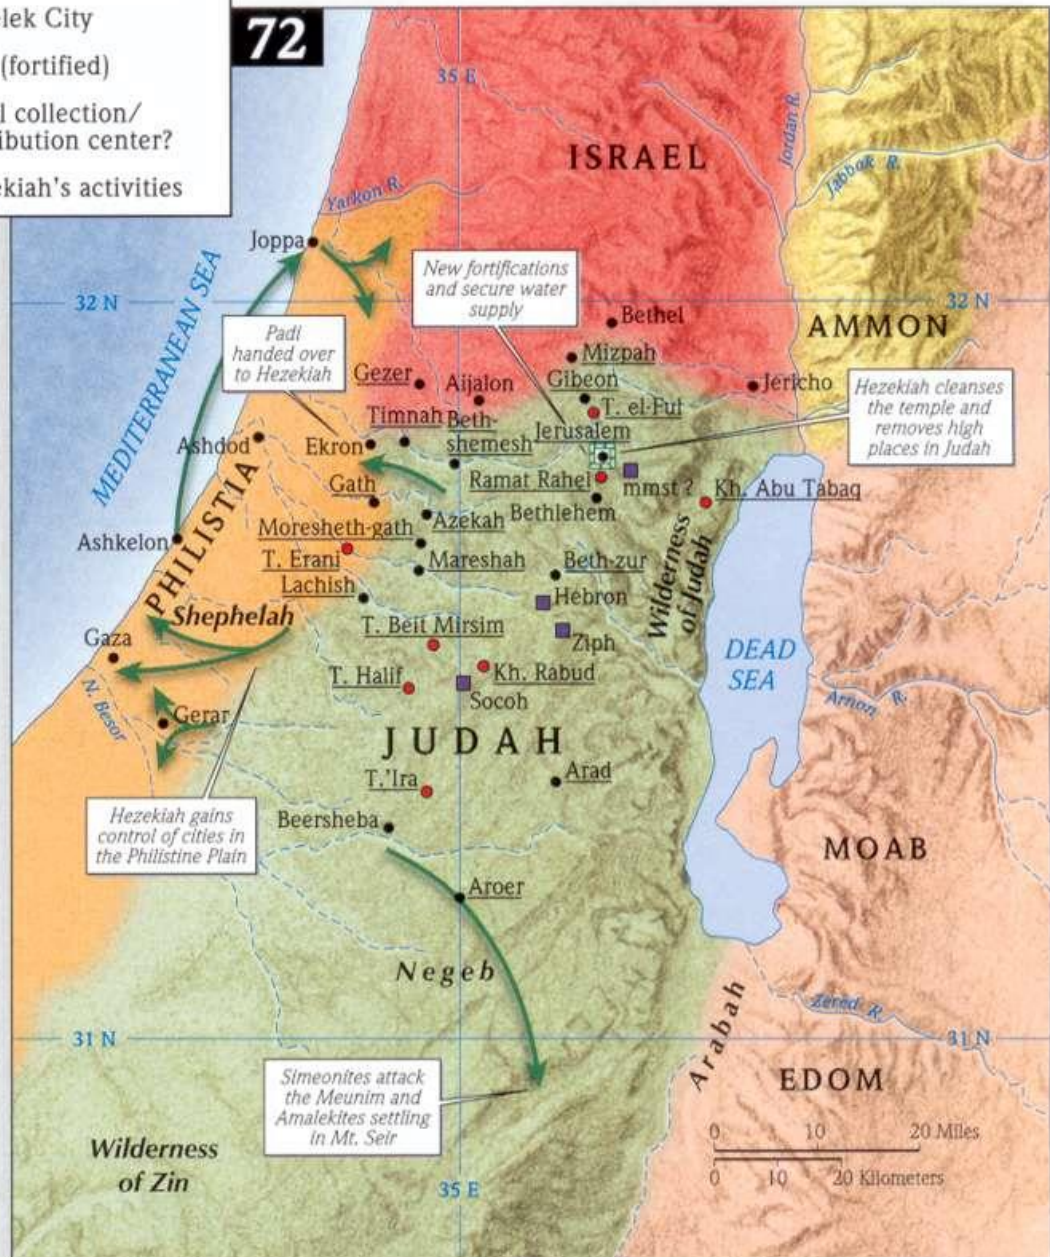 elek City
(fortified)
l collection/
ibution center?
ekiah's activities
72
35 E
ISRAEL
Jordan R.
Jabbok R.
Yarkon R.
Joppa
MEDITERRANEAN SEA
32 N
32 N
New fortifications
and secure water
supply
Bethel
AMMON
Padi
handed over
to Hezekiah
Mizpah
Gezer
Aijalon
Gibeon
Jericho
Hezekiah cleanses
the temple and
removes high
places in Judah
T. el-Ful
Timnah
Beth-
shemesh
Jerusalem
Ashdod
Ekron
Ramat Rahel
mmst ?
Kh. Abu Tabaq
Gath
Bethlehem
PHILISTIA
Moresheth-gath
Azekah
Ashkelon
T. Erani
Mareshah
Beth-zur
Wilderness
of Judah
Lachish
Hebron
Shephelah
T. Beit Mirsim
Ziph
DEAD
SEA
Gaza
T. Halif
Kh. Rabud
Socoh
Arnon R.
N. Besor
Gerar
JUDAH
T.'Ira
Arad
Hezekiah gains
control of cities in
the Philistine Plain
Beersheba
MOAB
Aroer
Negeb
Arabah
Zered R.
31 N
31 N
Simeonites attack
the Meunim and
Amalekites settling
in Mt. Seir
EDOM
0 10 20 Miles
0 10 20 Kilometers
Wilderness
of Zin
35 E